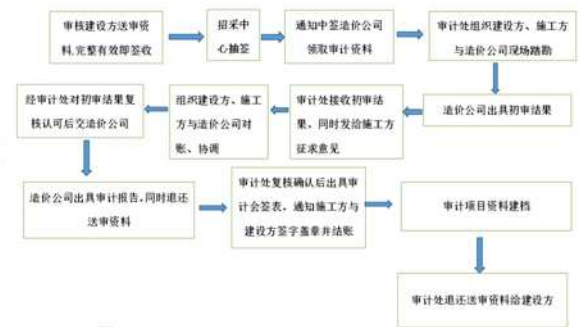 审核建设方送审资
料,完整有效即签收
招采中
心抽签
通知中签造价公司
领取审计资料
审计处组织建设方、施工方
与造价公司现场踏勘
造价公司出具初审结果
审计处接收初审结
果、同时发给施工方
征求意见
组织建设方、施工
方与造价公司对
账、协调
经审计处对初审结果复
核认可后交造价公司
造价公司出具审计报告,同时退还
送审资料
审计处复核确认后出具审
计会签表、通知施工方与
建设方签字盖章并结账
审计项目资料建档
审计处退还送审资料给建设方